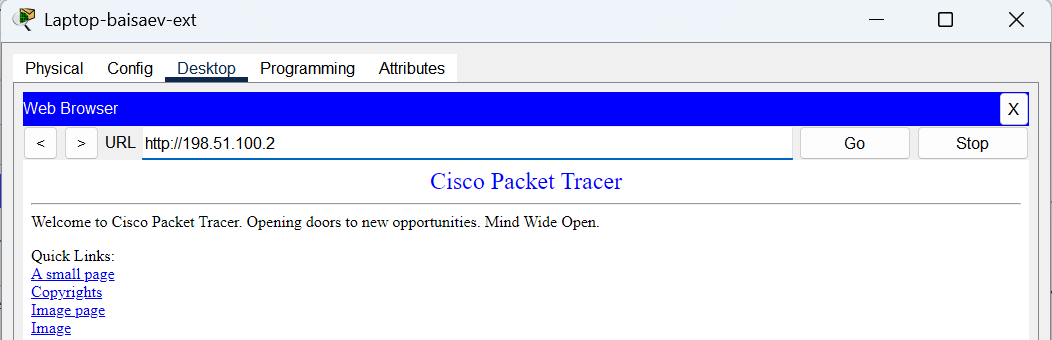 Laptop-baisaev-ext
Physical Config Desktop Programming Attributes
Web Browser X
< > URL http://198.51.100.2 Go Stop
Cisco Packet Tracer
Welcome to Cisco Packet Tracer. Opening doors to new opportunities. Mind Wide Open.
Quick Links:
A small page
Copyrights
Image page
Image